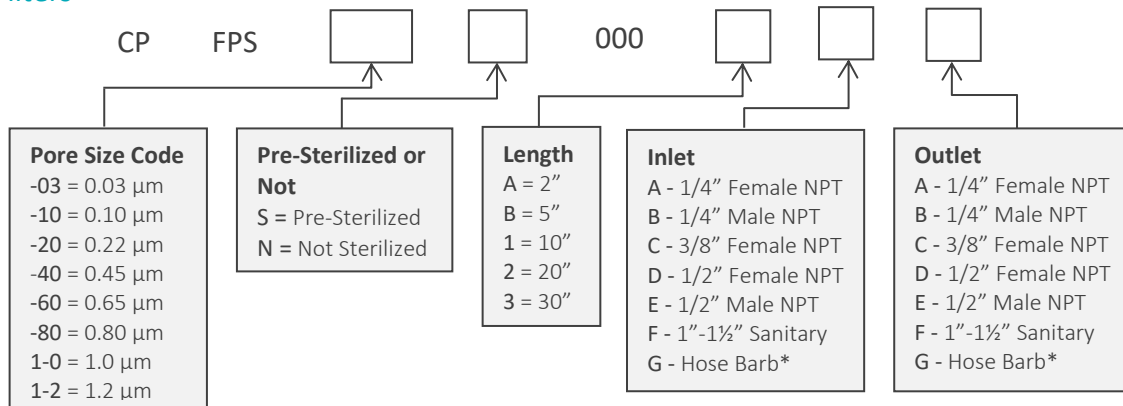 CP FPS 000
Pore Size Code
-03 = 0.03 µm
-10 = 0.10 µm
-20 = 0.22 µm
-40 = 0.45 µm
-60 = 0.65 µm
-80 = 0.80 µm
1-0 = 1.0 µm
1-2 = 1.2 µm
Pre-Sterilized or
Not
S = Pre-Sterilized
N = Not Sterilized
Length
A = 2”
B = 5”
1 = 10”
2 = 20”
3 = 30”
Inlet
A - 1/4” Female NPT
B - 1/4” Male NPT
C - 3/8” Female NPT
D - 1/2” Female NPT
E - 1/2” Male NPT
F - 1”-1½” Sanitary
G - Hose Barb*
Outlet
A - 1/4” Female NPT
B - 1/4” Male NPT
C - 3/8” Female NPT
D - 1/2” Female NPT
E - 1/2” Male NPT
F - 1”-1½” Sanitary
G - Hose Barb*